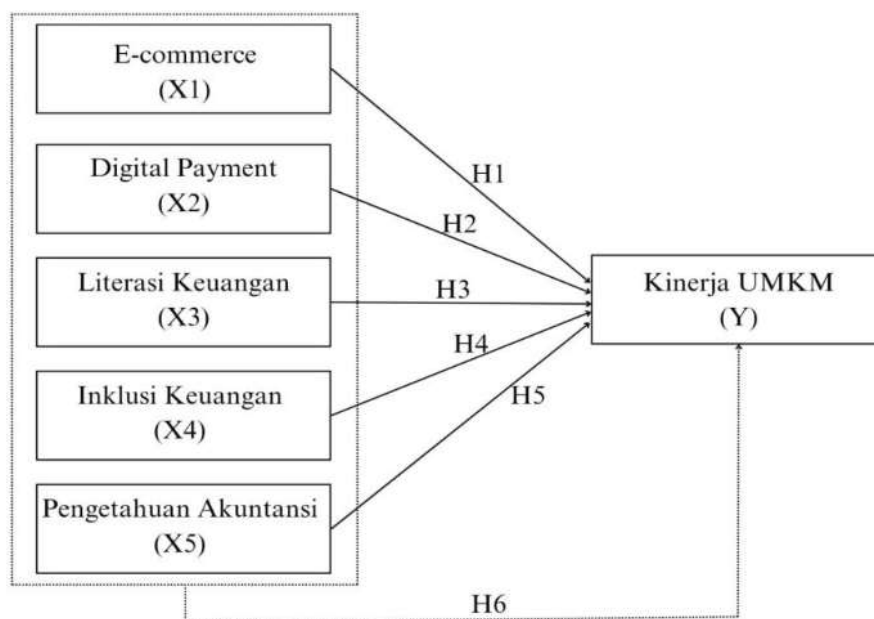 E-commerce
(X1)
Digital Payment
(X2)
Literasi Keuangan
(X3)
Inklusi Keuangan
(X4)
Pengetahuan Akuntansi
(X5)
H1
H2
H3
H4
H5
Kinerja UMKM
(Y)
H6